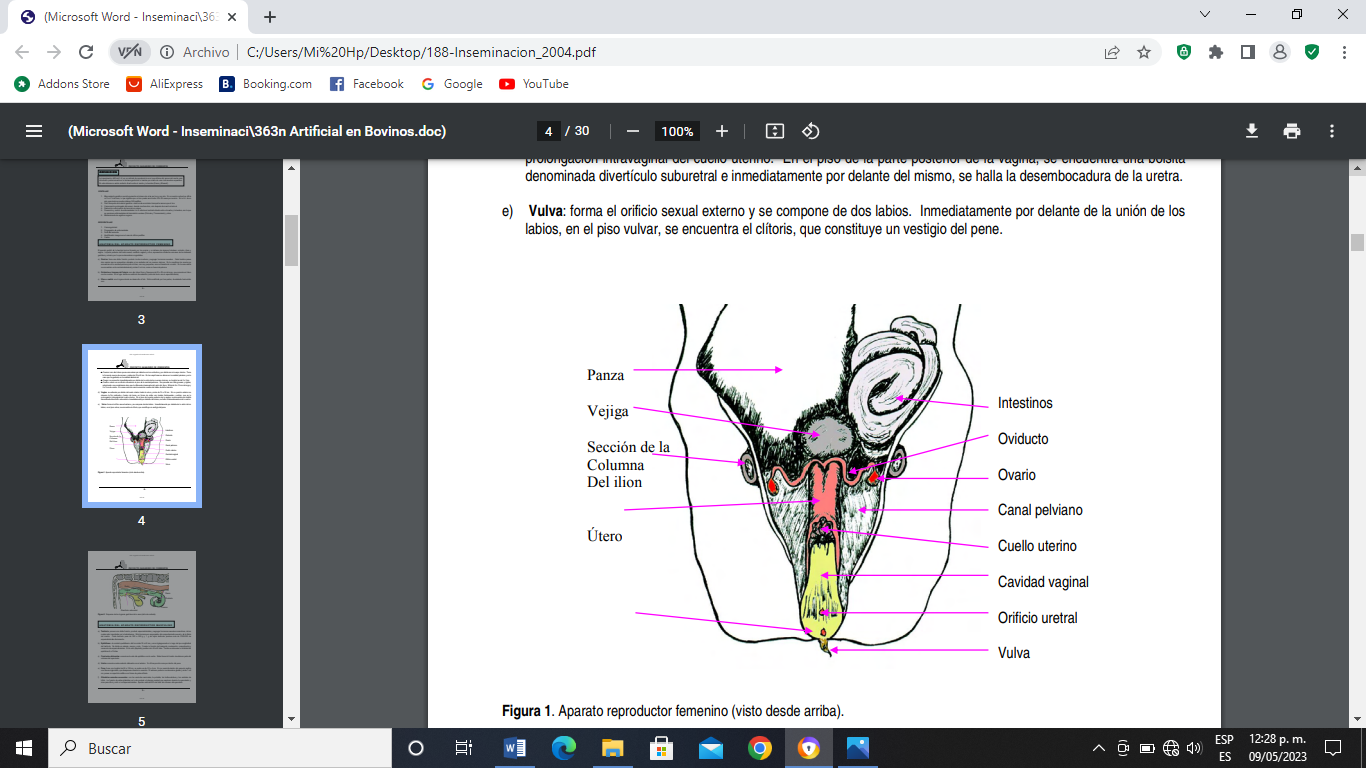 (Microsoft Word - Inseminaci\363
VPN
Archivo
C:/Users/Mi%20Hp/Desktop/188-Inseminacion_2004.pdf
Addons Store
AliExpress
B.
Booking.com
Facebook
G
Google
YouTube
(Microsoft Word - Inseminaci\363n Artificial en Bovinos.doc)
4 / 30
100%
3
4
5
prolongación intravaginal del cuello uterino. En el piso de la parte posterior de la vagina, se encuentra una bolsita
denominada divertículo suburetral e inmediatamente por delante del mismo, se halla la desembocadura de la uretra.
e) Vulva: forma el orificio sexual externo y se compone de dos labios. Inmediatamente por delante de la unión de los
labios, en el piso vulvar, se encuentra el clítoris, que constituye un vestigio del pene.
Panza
Vejiga
Sección de la
Columna
Del ilion
Útero
Intestinos
Oviducto
Ovario
Canal pelviano
Cuello uterino
Cavidad vaginal
Orificio uretral
Vulva
Figura 1. Aparato reproductor femenino (visto desde arriba).
Buscar
ESP
ES
12:28 p. m.
09/05/2023